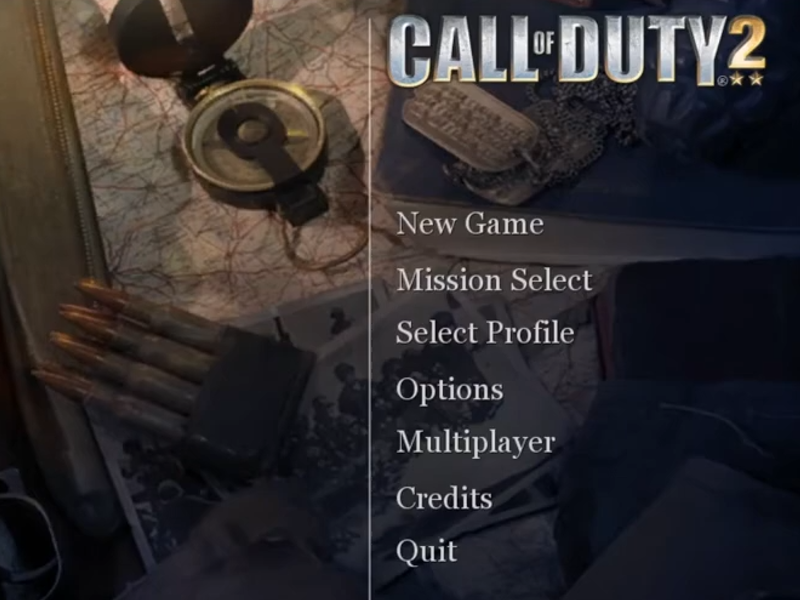 CALL OF DUTY 2
New Game
Mission Select
Select Profile
Options
Multiplayer
Credits
Quit